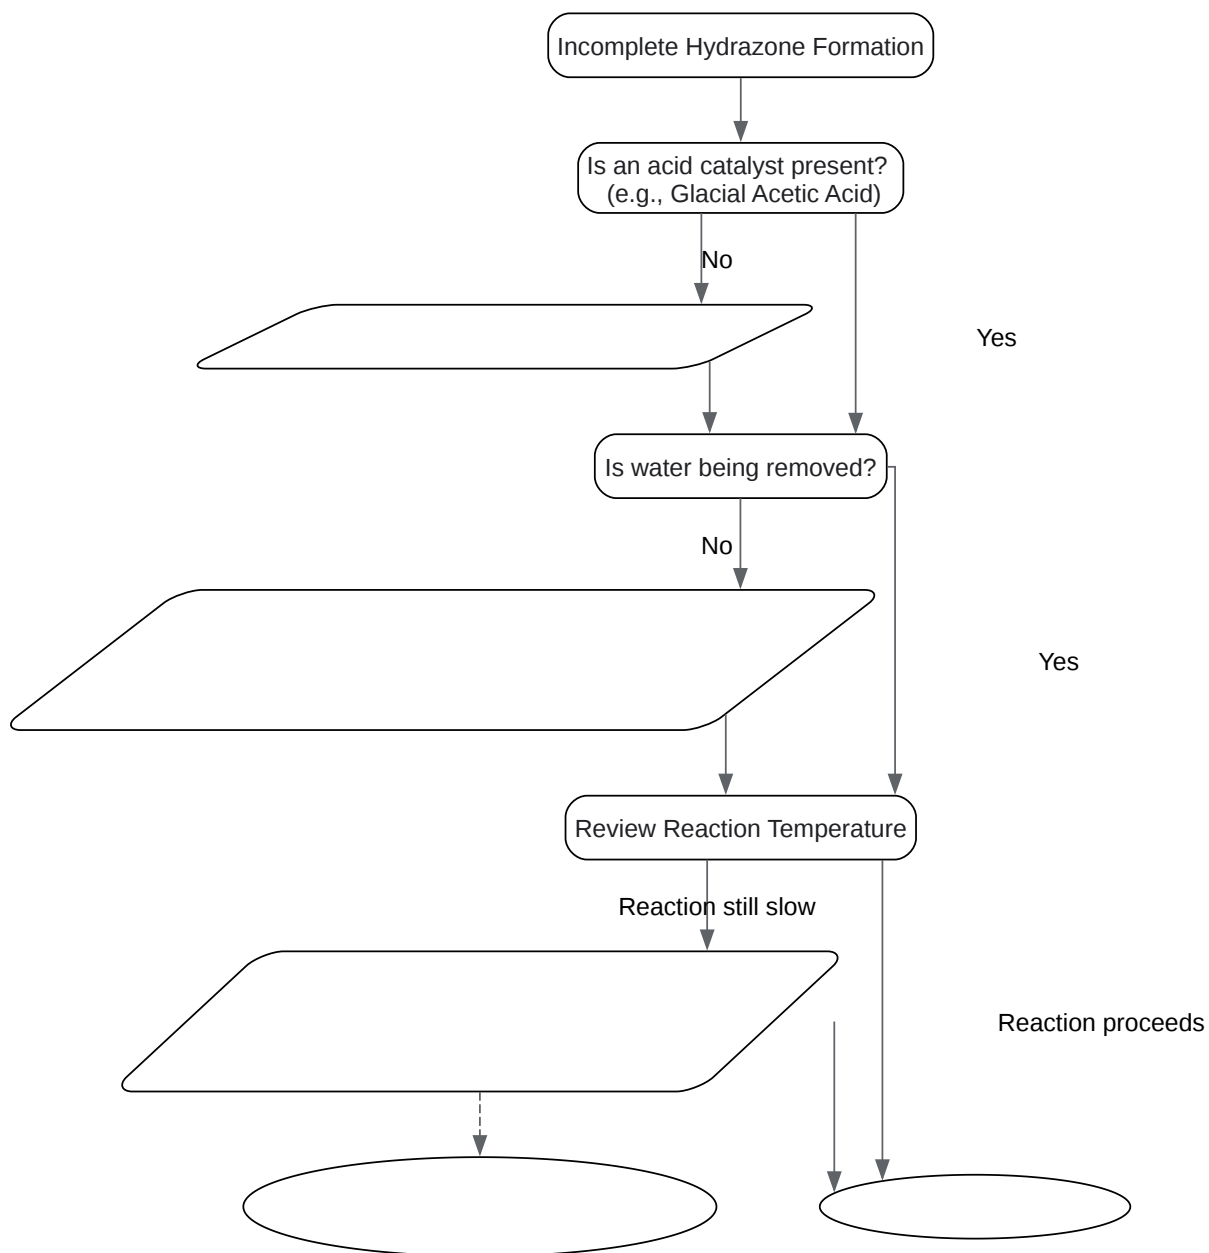 Incomplete Hydrazone Formation
Is an acid catalyst present?
(e.g., Glacial Acetic Acid)
No
Yes
Is water being removed?
No
Yes
Review Reaction Temperature
Reaction still slow
Reaction proceeds